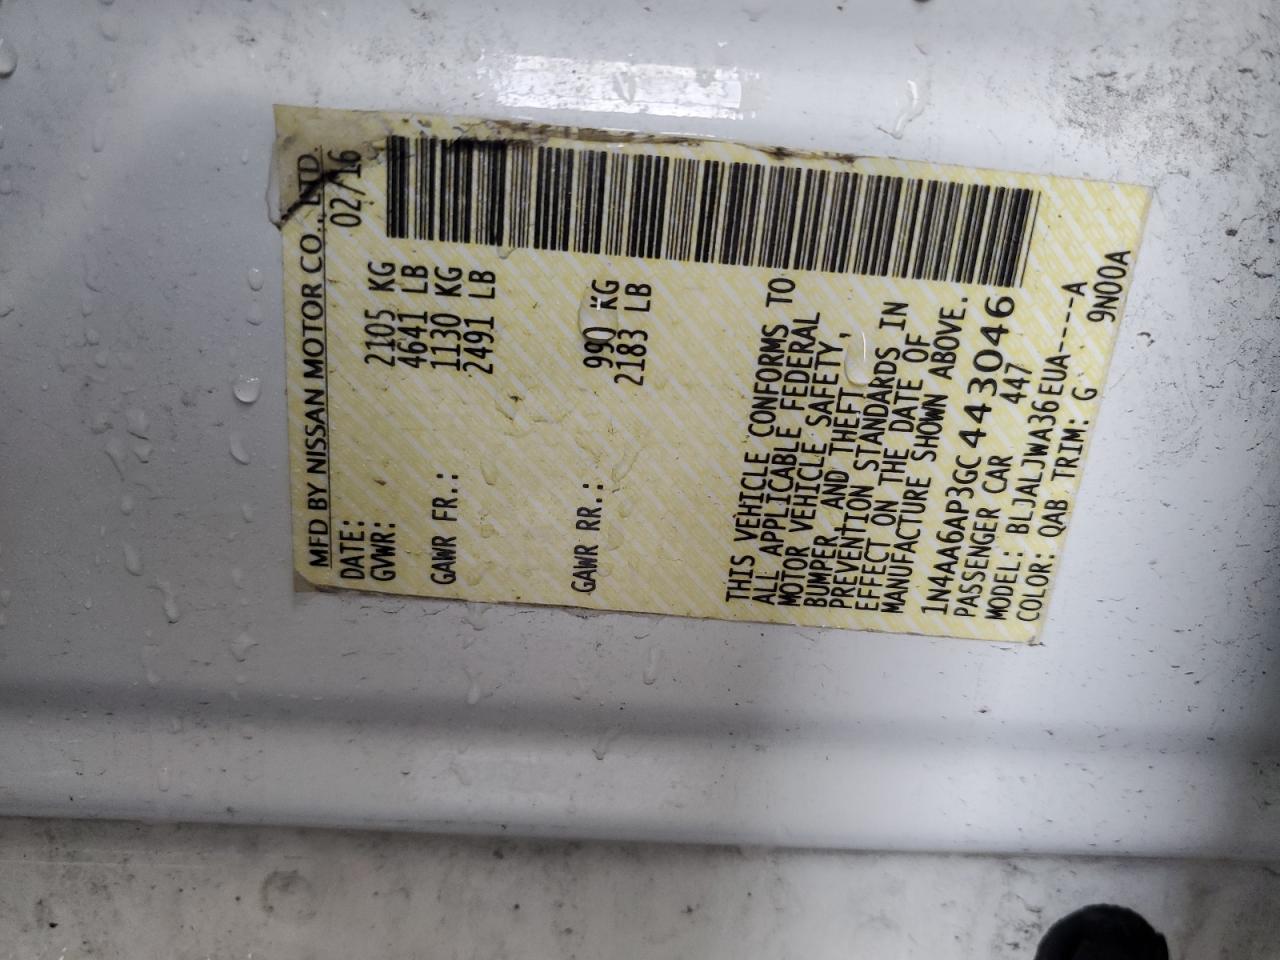 MFD BY NISSAN MOTOR CO., LTD.
DATE: 02/16
GVWR: 2105 KG
4641 LB
GAWR FR.: 1130 KG
2491 LB
GAWR RR.: 990 KG
2183 LB
THIS VEHICLE CONFORMS TO
ALL APPLICABLE FEDERAL
MOTOR VEHICLE SAFETY,
BUMPER, AND THEFT
PREVENTION STANDARDS IN
EFFECT ON THE DATE OF
MANUFACTURE SHOWN ABOVE.
1N4AA6AP3GC443046
PASSENGER CAR 447
MODEL: BLJALJWA36EUA----A
COLOR: QAB TRIM: G 9N00A